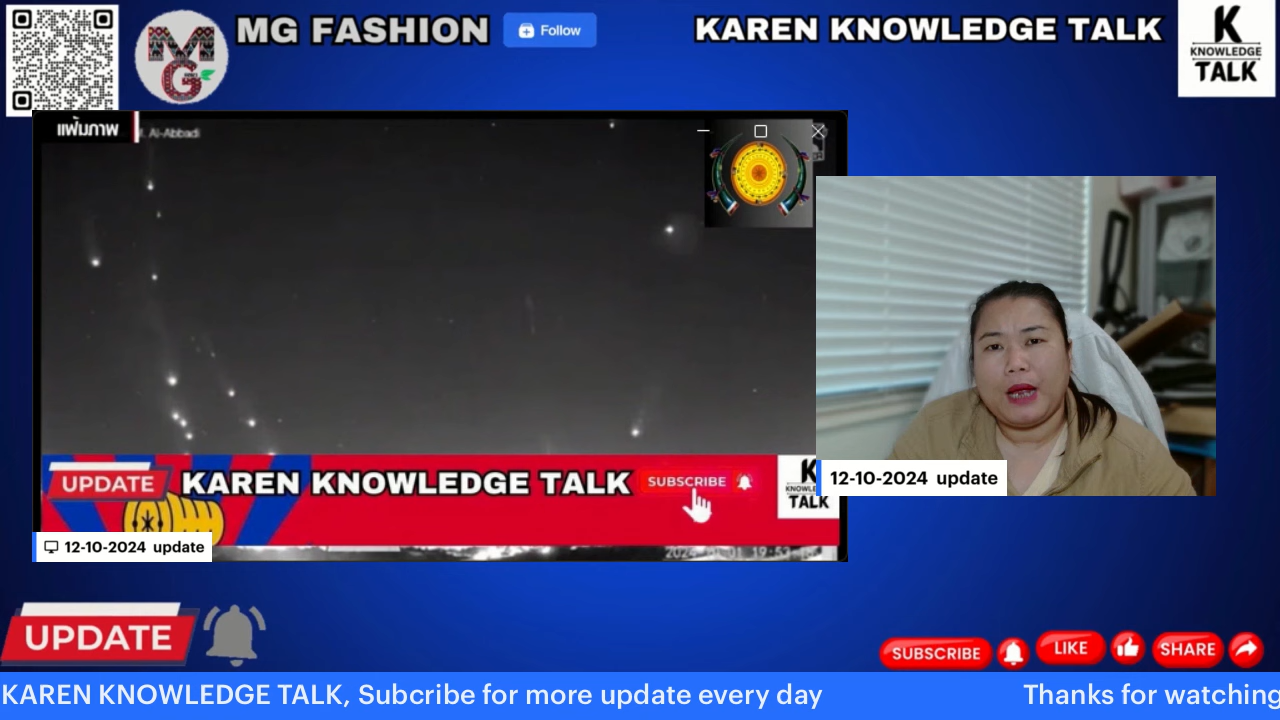 MG FASHION
Follow
KAREN KNOWLEDGE TALK
K
KNOWLEDGE
TALK
แฟ้มภาพ
Al-Abbadi
UPDATE
KAREN KNOWLEDGE TALK
SUBSCRIBE
TALK
12-10-2024 update
12-10-2024 update
UPDATE
SUBSCRIBE
LIKE
SHARE
KAREN KNOWLEDGE TALK, Subcribe for more update every day
Thanks for watching